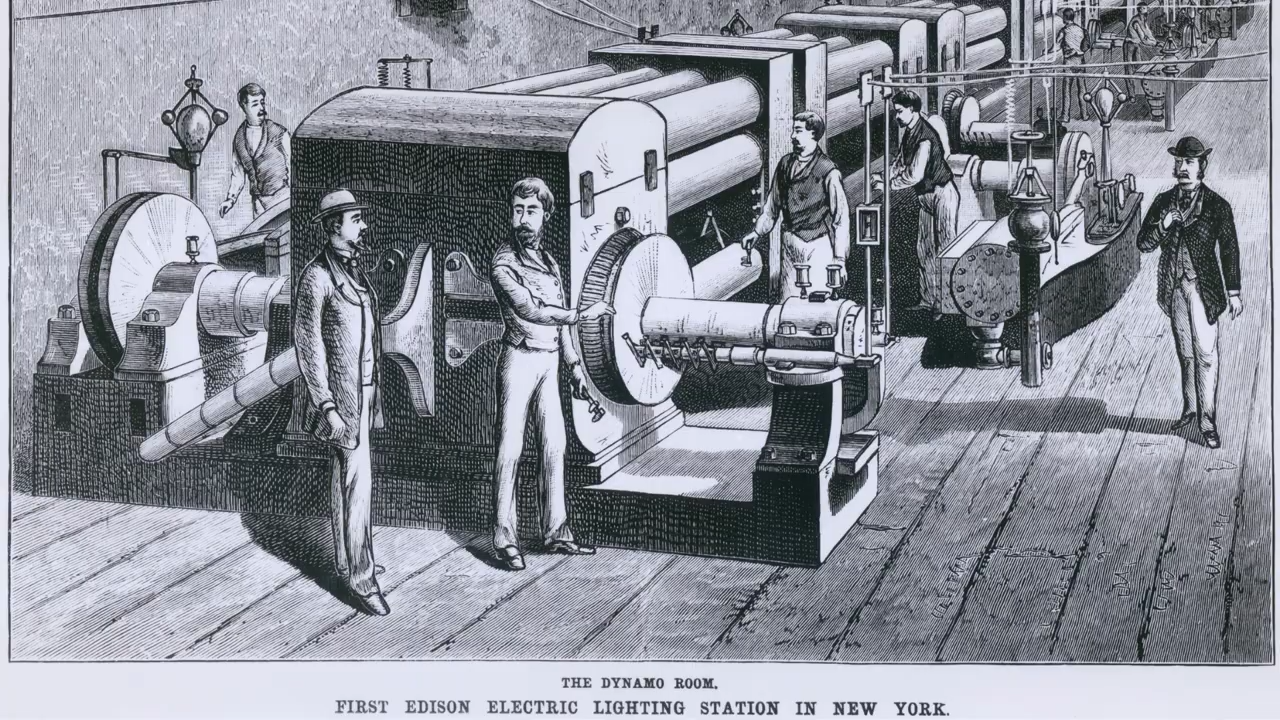 THE DYNAMO ROOM.
FIRST EDISON ELECTRIC LIGHTING STATION IN NEW YORK.